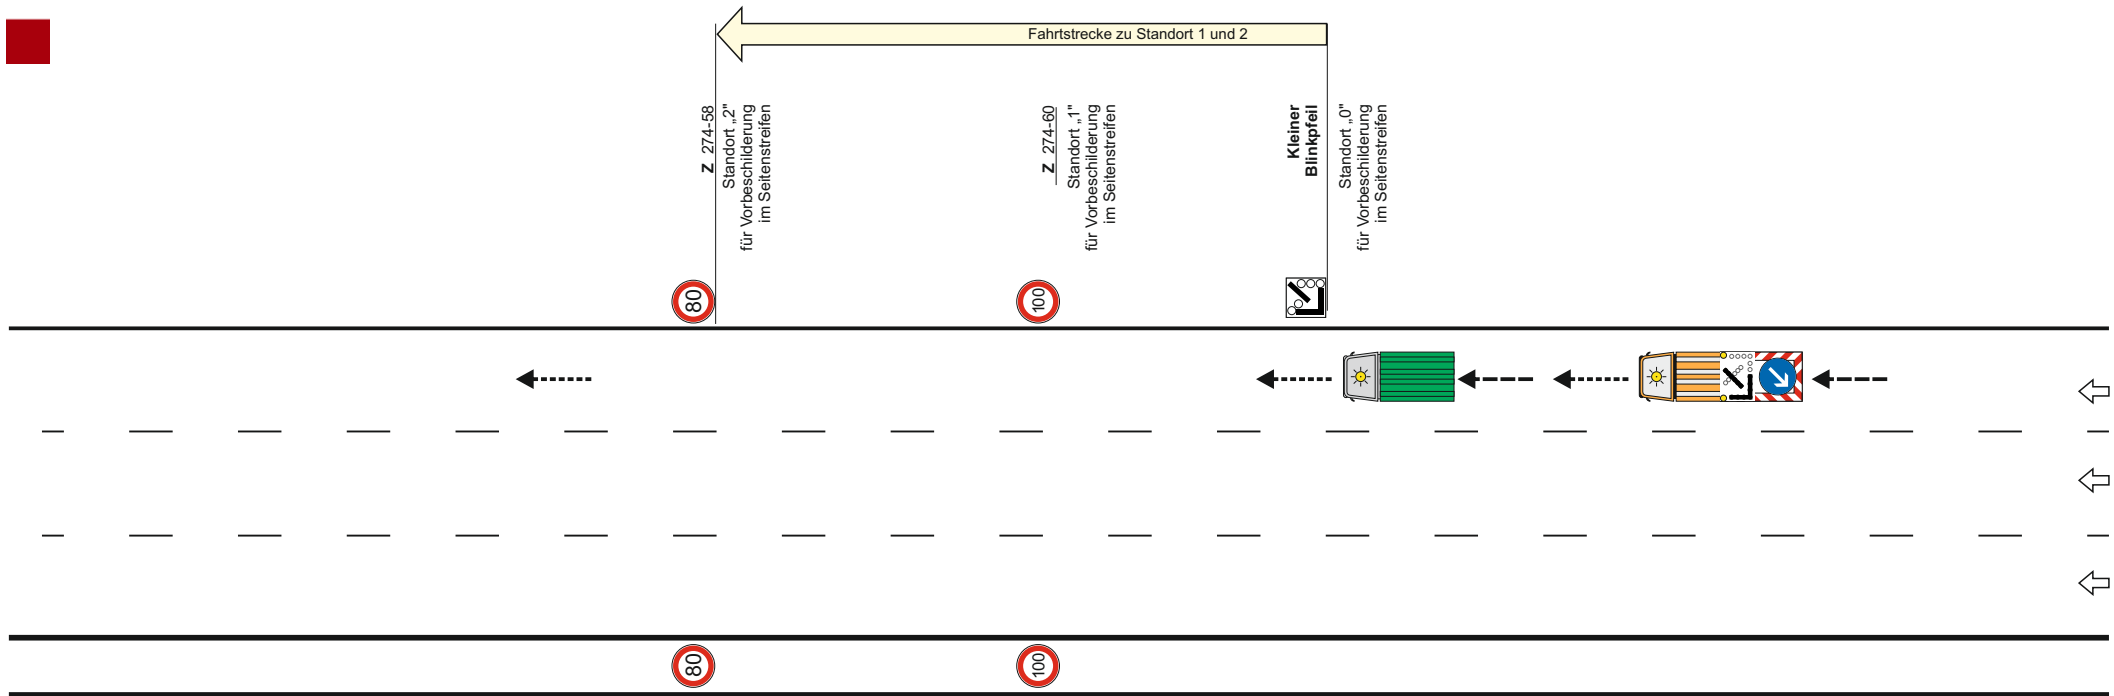 Fahrtstrecke zu Standort 1 und 2
Z 274-58
Standort „2"
für Vorbeschilderung
im Seitenstreifen
Z 274-60
Standort „1"
für Vorbeschilderung
im Seitenstreifen
Kleiner
Blinkpfeil
Standort „0"
für Vorbeschilderung
im Seitenstreifen
80
100
80
100